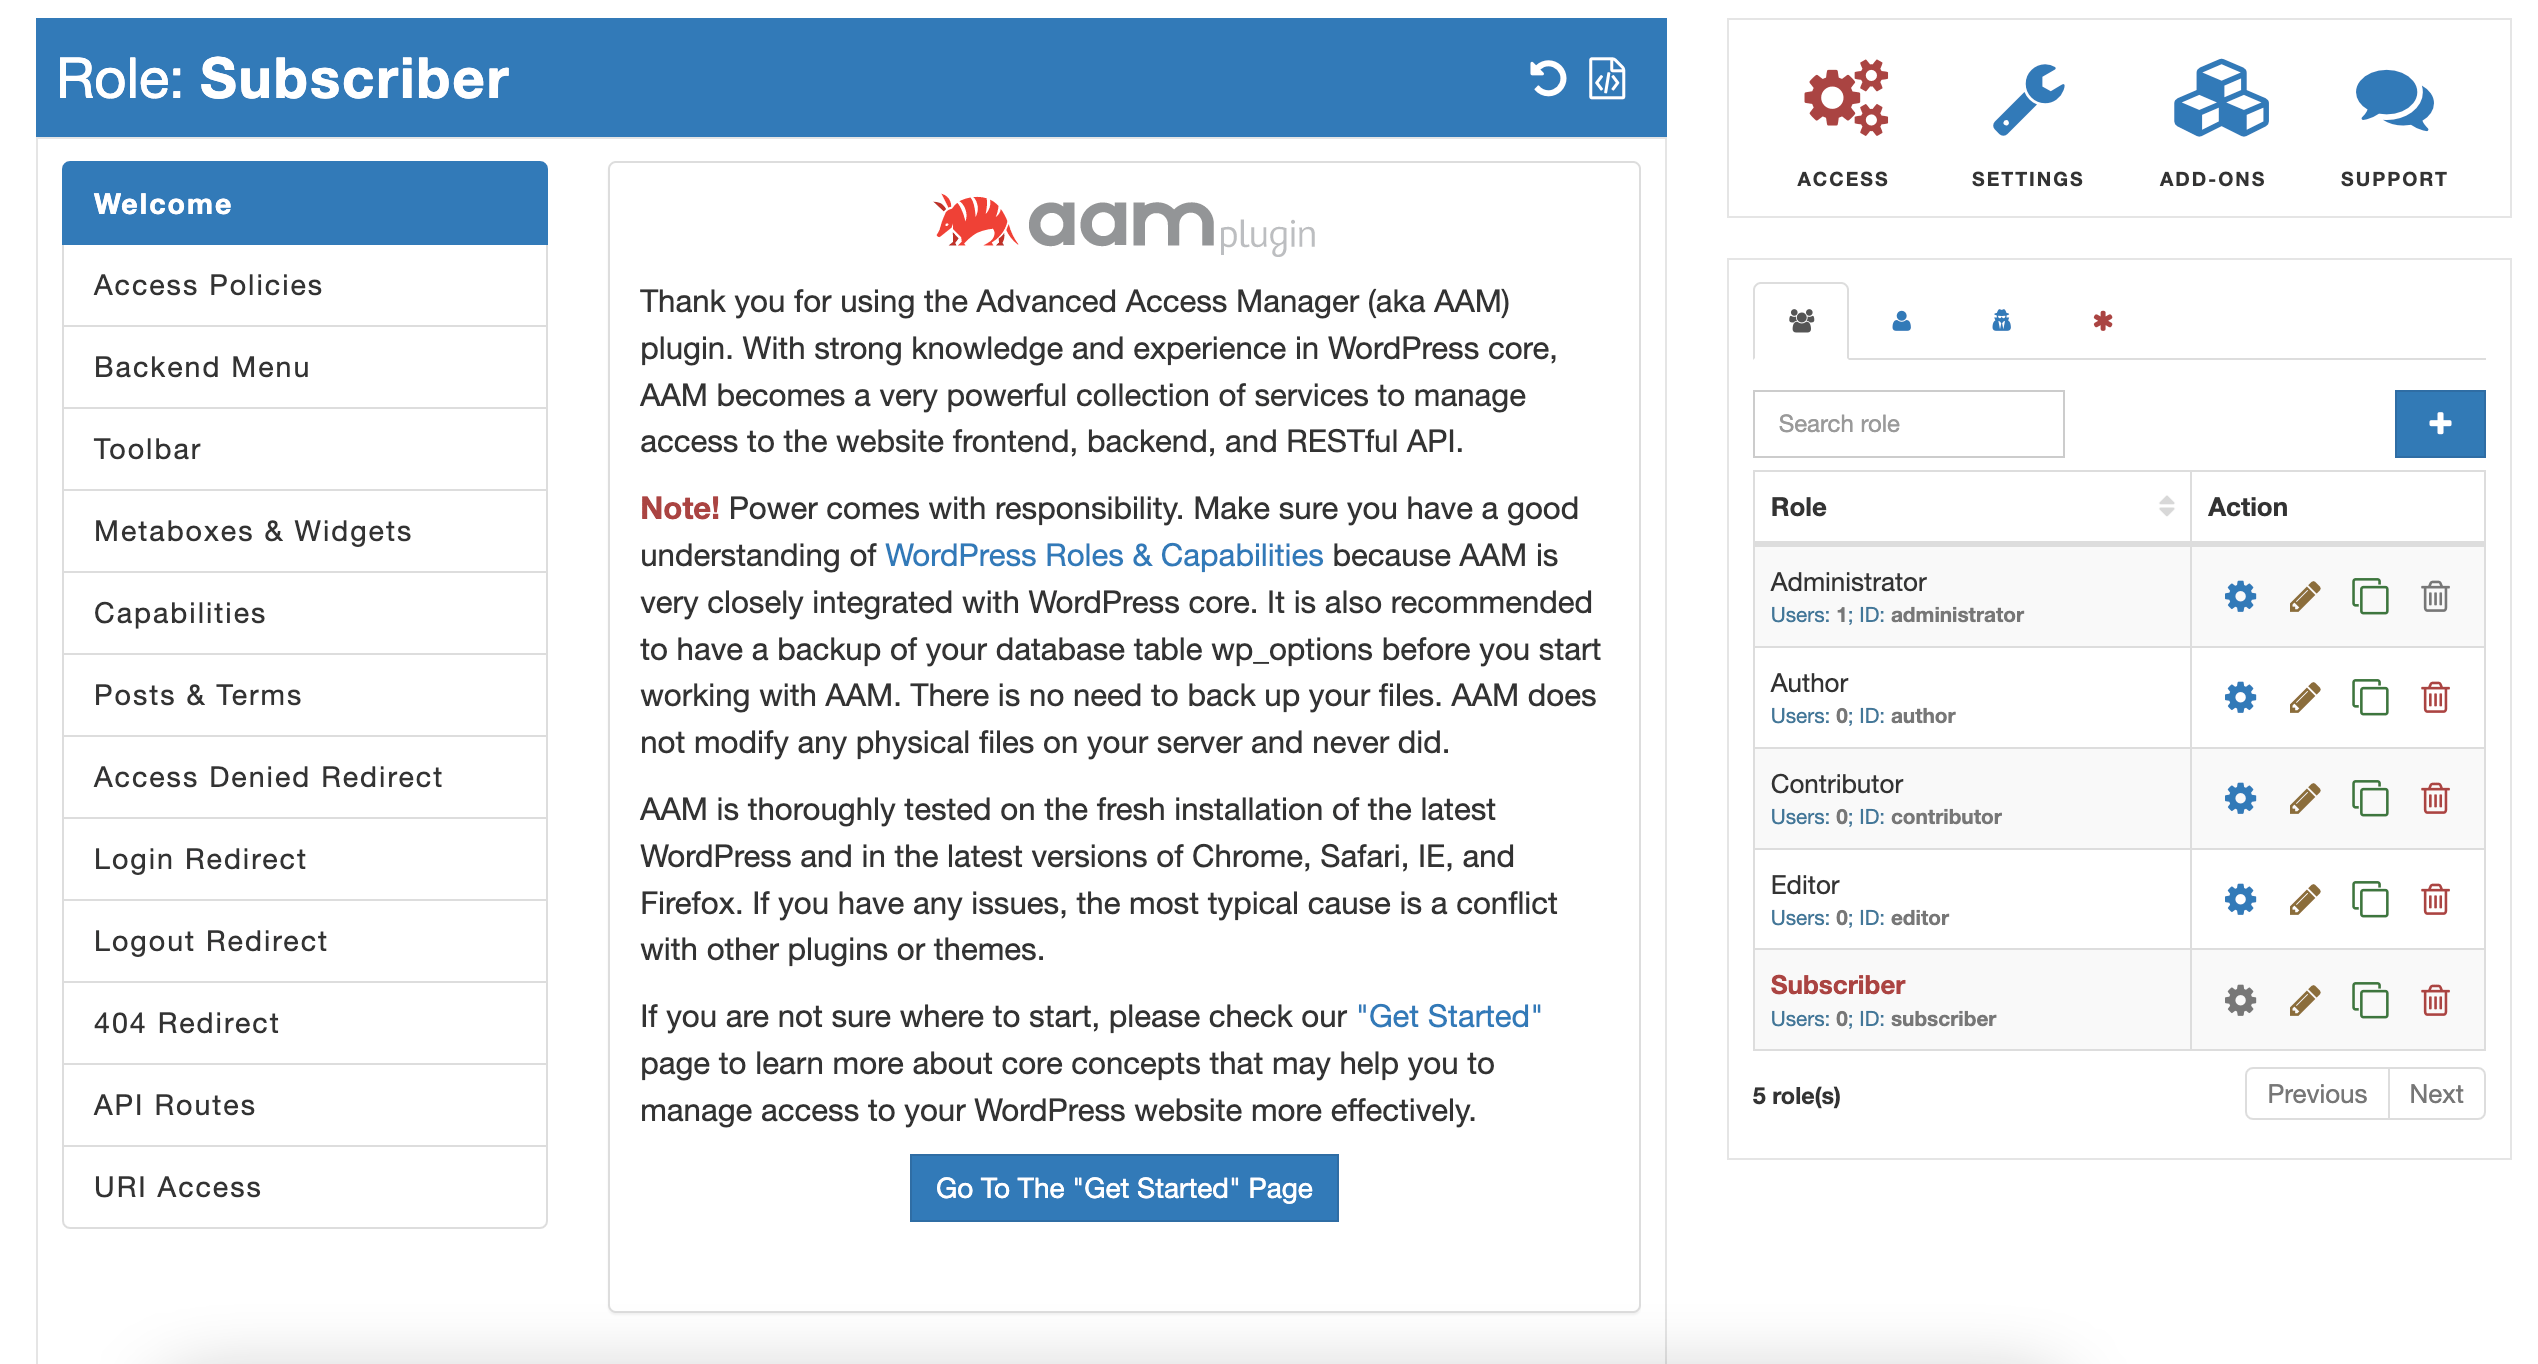 Role: Subscriber
Welcome
Access Policies
Backend Menu
Toolbar
Metaboxes & Widgets
Capabilities
Posts & Terms
Access Denied Redirect
Login Redirect
Logout Redirect
404 Redirect
API Routes
URI Access
aam plugin
Thank you for using the Advanced Access Manager (aka AAM)
plugin. With strong knowledge and experience in WordPress core,
AAM becomes a very powerful collection of services to manage
access to the website frontend, backend, and RESTful API.
Note! Power comes with responsibility. Make sure you have a good
understanding of WordPress Roles & Capabilities because AAM is
very closely integrated with WordPress core. It is also recommended
to have a backup of your database table wp_options before you start
working with AAM. There is no need to back up your files. AAM does
not modify any physical files on your server and never did.
AAM is thoroughly tested on the fresh installation of the latest
WordPress and in the latest versions of Chrome, Safari, IE, and
Firefox. If you have any issues, the most typical cause is a conflict
with other plugins or themes.
If you are not sure where to start, please check our "Get Started"
page to learn more about core concepts that may help you to
manage access to your WordPress website more effectively.
Go To The "Get Started" Page
ACCESS SETTINGS ADD-ONS SUPPORT
Search role
Role Action
Administrator
Users: 1; ID: administrator
Author
Users: 0; ID: author
Contributor
Users: 0; ID: contributor
Editor
Users: 0; ID: editor
Subscriber
Users: 0; ID: subscriber
5 role(s) Previous Next